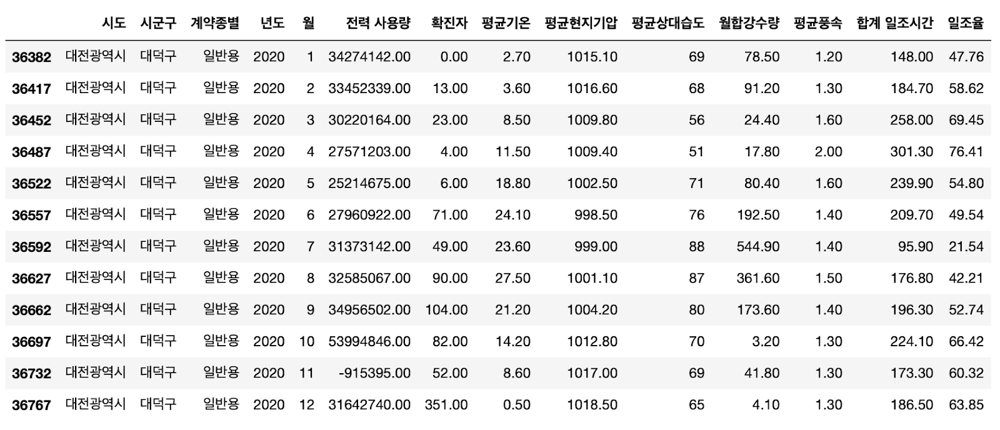 시도 시군구 계약종별 년도 월 전력 사용량 확진자 평균기온 평균현지기압 평균상대습도 월합강수량 평균풍속 합계 일조시간 일조율
36382 대전광역시 대덕구 일반용 2020 1 34274142.00 0.00 2.70 1015.10 69 78.50 1.20 148.00 47.76
36417 대전광역시 대덕구 일반용 2020 2 33452339.00 13.00 3.60 1016.60 68 91.20 1.30 184.70 58.62
36452 대전광역시 대덕구 일반용 2020 3 30220164.00 23.00 8.50 1009.80 56 24.40 1.60 258.00 69.45
36487 대전광역시 대덕구 일반용 2020 4 27571203.00 4.00 11.50 1009.40 51 17.80 2.00 301.30 76.41
36522 대전광역시 대덕구 일반용 2020 5 25214675.00 6.00 18.80 1002.50 71 80.40 1.60 239.90 54.80
36557 대전광역시 대덕구 일반용 2020 6 27960922.00 71.00 24.10 998.50 76 192.50 1.40 209.70 49.54
36592 대전광역시 대덕구 일반용 2020 7 31373142.00 49.00 23.60 999.00 88 544.90 1.40 95.90 21.54
36627 대전광역시 대덕구 일반용 2020 8 32585067.00 90.00 27.50 1001.10 87 361.60 1.50 176.80 42.21
36662 대전광역시 대덕구 일반용 2020 9 34956502.00 104.00 21.20 1004.20 80 173.60 1.40 196.30 52.74
36697 대전광역시 대덕구 일반용 2020 10 53994846.00 82.00 14.20 1012.80 70 3.20 1.30 224.10 66.42
36732 대전광역시 대덕구 일반용 2020 11 -915395.00 52.00 8.60 1017.00 69 41.80 1.30 173.30 60.32
36767 대전광역시 대덕구 일반용 2020 12 31642740.00 351.00 0.50 1018.50 65 4.10 1.30 186.50 63.85